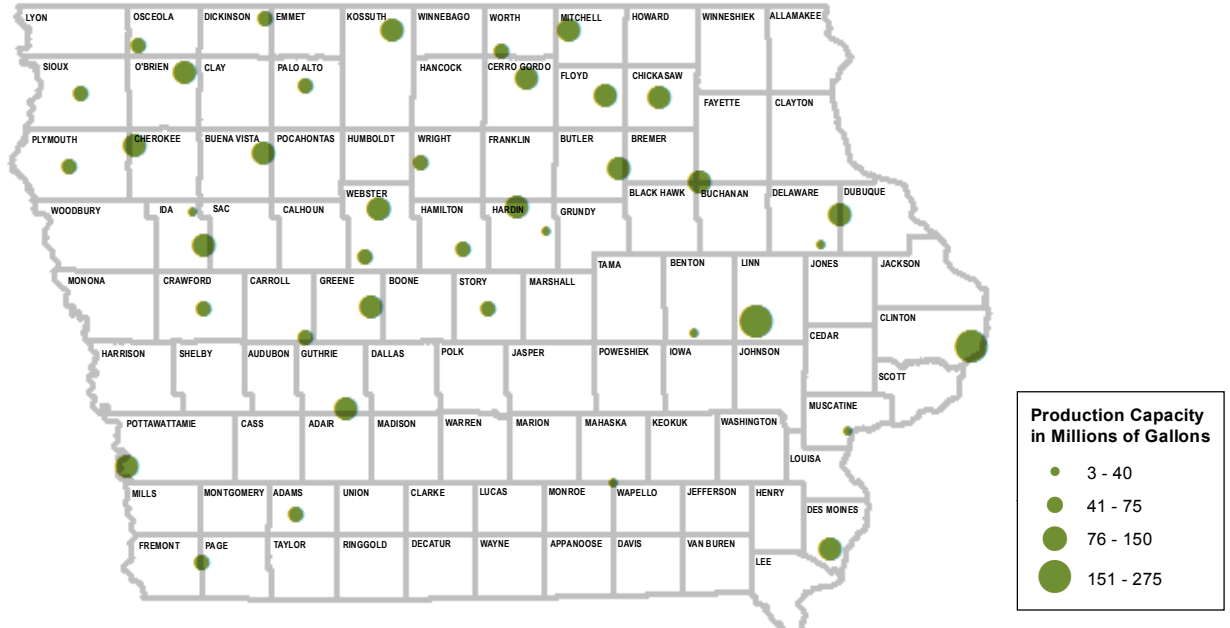 LYON OSCEOLA DICKINSON EMMET KOSSUTH WINNEBAGO WORTH MITCHELL HOWARD WINNESHIEK ALLAMAKEE
SIOUX O'BRIEN CLAY PALO ALTO HANCOCK CERRO GORDO FLOYD CHICKASAW
FAYETTE CLAYTON
PLYMOUTH CHEROKEE BUENA VISTA POCAHONTAS HUMBOLDT WRIGHT FRANKLIN BUTLER BREMER
WEBSTER BLACK HAWK BUCHANAN DELAWARE DUBUQUE
WOODBURY IDA SAC CALHOUN HAMILTON HARDIN GRUNDY
TAMA BENTON LINN JONES JACKSON
MONONA CRAWFORD CARROLL GREENE BOONE STORY MARSHALL
CLINTON
CEDAR
HARRISON SHELBY AUDUBON GUTHRIE DALLAS POLK JASPER POWESHIEK IOWA JOHNSON
SCOTT
MUSCATINE
POTTAWATTAMIE CASS ADAIR MADISON WARREN MARION MAHASKA KEOKUK WASHINGTON
LOUISA
MILLS MONTGOMERY ADAMS UNION CLARKE LUCAS MONROE WAPELLO JEFFERSON HENRY
DES MOINES
FREMONT PAGE TAYLOR RINGGOLD DECATUR WAYNE APPANOOSE DAVIS VAN BUREN
LEE
Production Capacity
in Millions of Gallons
3 - 40
41 - 75
76 - 150
151 - 275